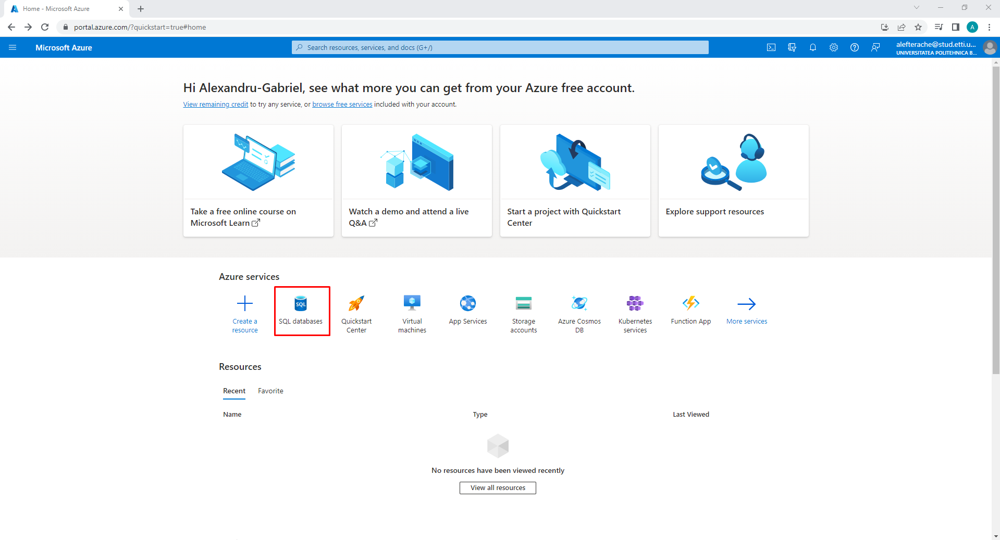 Home - Microsoft Azure
portal.azure.com/?quickstart=true#home
A
Microsoft Azure
Search resources, services, and docs (G+/)
alefterache@stud.etti.u...
UNIVERSITATEA POLITEHNICA B...
Hi Alexandru-Gabriel, see what more you can get from your Azure free account.
View remaining credit to try any service, or browse free services included with your account.
Take a free online course on
Microsoft Learn
Watch a demo and attend a live
Q&A
Start a project with Quickstart
Center
Explore support resources
Azure services
Create a
resource
SQL
SQL databases
Quickstart
Center
Virtual
machines
App Services
Storage
accounts
Azure Cosmos
DB
Kubernetes
services
Function App
More services
Resources
Recent
Favorite
Name
Type
Last Viewed
No resources have been viewed recently
View all resources